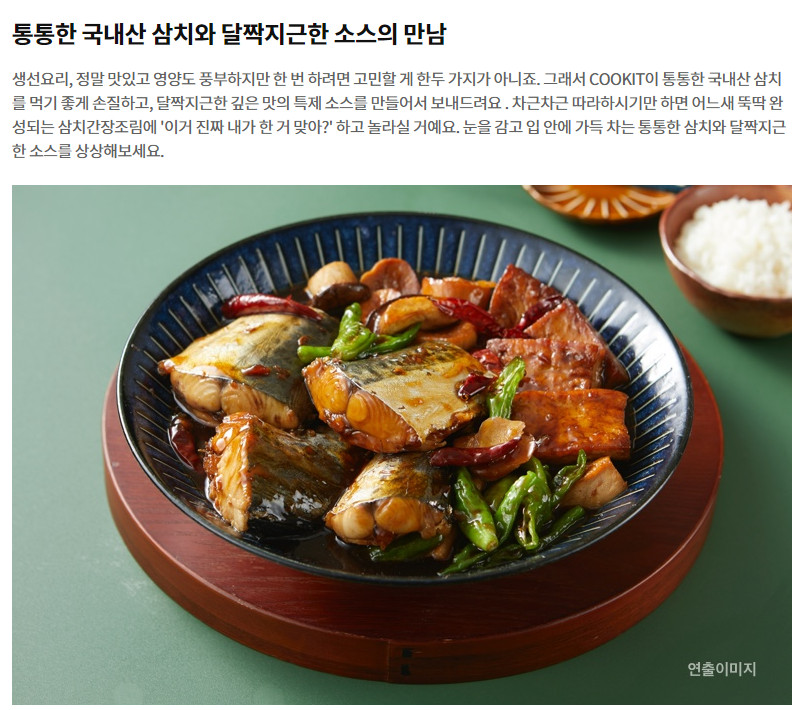 통통한 국내산 삼치와 달짝지근한 소스의 만남
생선요리, 정말 맛있고 영양도 풍부하지만 한 번 하려면 고민할 게 한두 가지가 아니죠. 그래서 COOKIT이 통통한 국내산 삼치
를 먹기 좋게 손질하고, 달짝지근한 깊은 맛의 특제 소스를 만들어서 보내드려요 . 차근차근 따라하시기만 하면 어느새 뚝딱 완
성되는 삼치간장조림에 '이거 진짜 내가 한 거 맞아?' 하고 놀라실 거예요. 눈을 감고 입 안에 가득 차는 통통한 삼치와 달짝지근
한 소스를 상상해보세요.
연출이미지